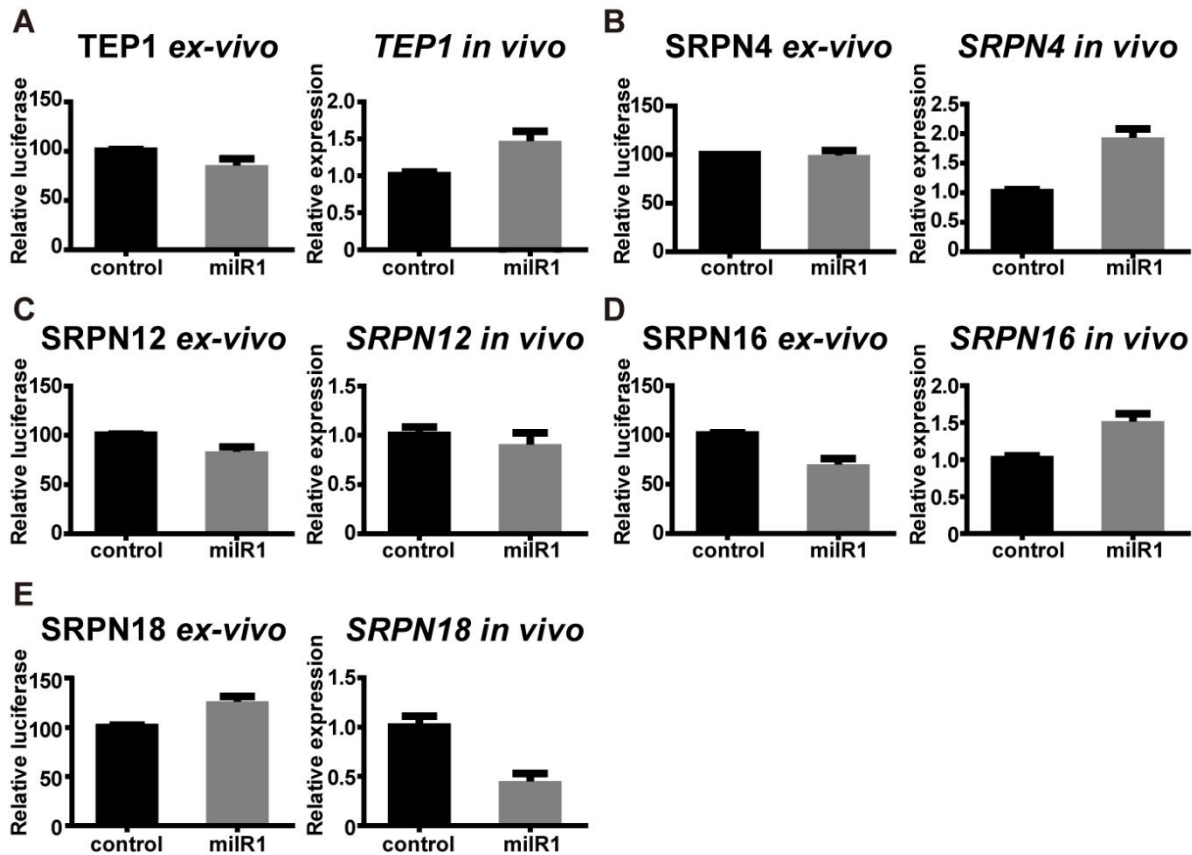 A
TEP1 ex-vivo
Relative luciferase
150
100
50
0
control milR1
TEP1 in vivo
Relative expression
2.0
1.5
1.0
0.5
0
control milR1
B
SRPN4 ex-vivo
Relative luciferase
150
100
50
0
control milR1
SRPN4 in vivo
Relative expression
2.5
2.0
1.5
1.0
0.5
0
control milR1
C
SRPN12 ex-vivo
Relative luciferase
150
100
50
0
control milR1
SRPN12 in vivo
Relative expression
1.5
1.0
0.5
0
control milR1
D
SRPN16 ex-vivo
Relative luciferase
150
100
50
0
control milR1
SRPN16 in vivo
Relative expression
2.0
1.5
1.0
0.5
0
control milR1
E
SRPN18 ex-vivo
Relative luciferase
150
100
50
0
control milR1
SRPN18 in vivo
Relative expression
1.5
1.0
0.5
0
control milR1